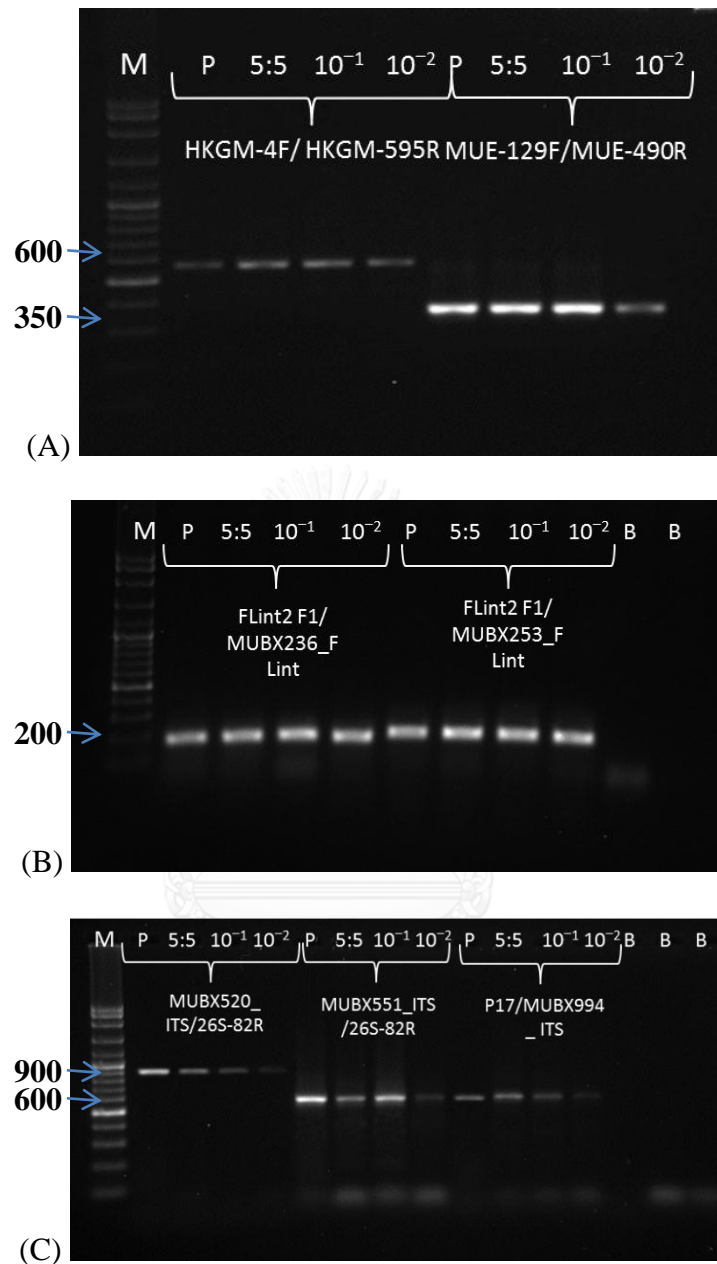 M P 5:5 10⁻¹ 10⁻² P 5:5 10⁻¹ 10⁻²
HKGM-4F/ HKGM-595R MUE-129F/MUE-490R
600
350
(A)
M P 5:5 10⁻¹ 10⁻² P 5:5 10⁻¹ 10⁻² B B
FLint2 F1/
MUBX236_F
Lint
FLint2 F1/
MUBX253_F
Lint
200
(B)
M P 5:5 10⁻¹ 10⁻² P 5:5 10⁻¹ 10⁻² P 5:5 10⁻¹ 10⁻² B B B
MUBX520_
ITS/26S-82R
MUBX551_ITS
/26S-82R
P17/MUBX994
_ITS
900
600
(C)